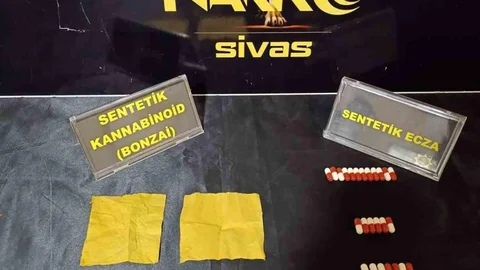 sivas
SENTETİK
KANNABİNOİD
(BONZAİ)
SENTETİK ECZA